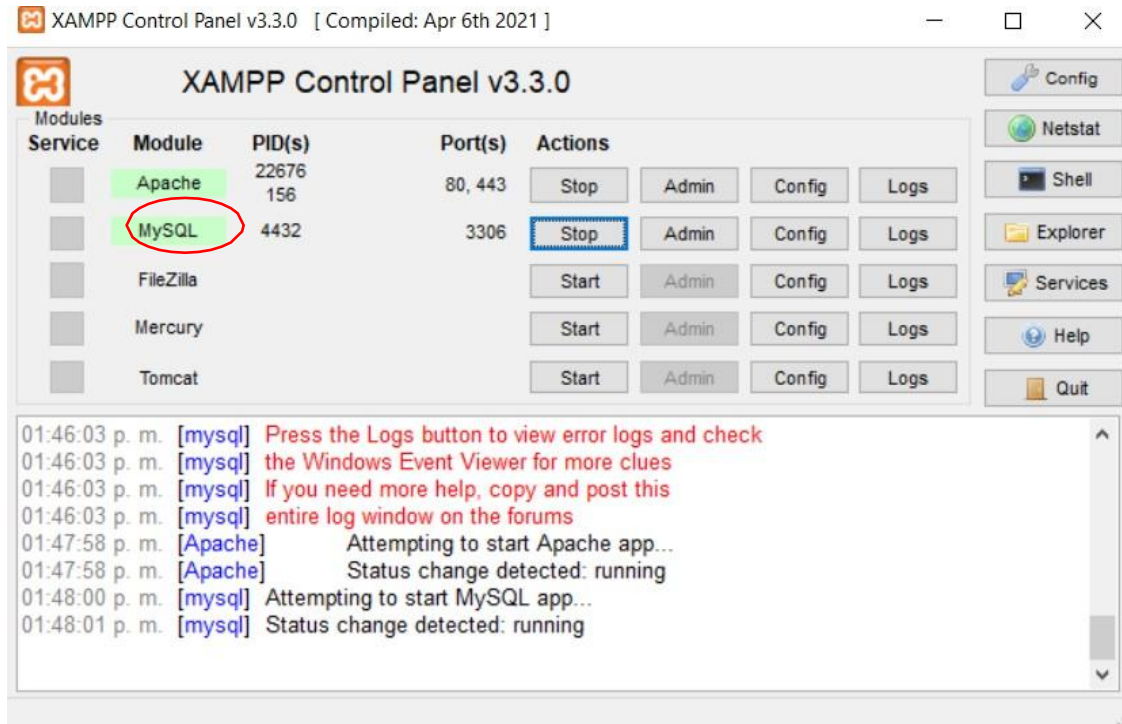 XAMPP Control Panel v3.3.0 [ Compiled: Apr 6th 2021 ]
XAMPP Control Panel v3.3.0
Modules
Service Module PID(s) Port(s) Actions
Apache 22676 156 80, 443 Stop Admin Config Logs
MySQL 4432 3306 Stop Admin Config Logs
FileZilla Start Admin Config Logs
Mercury Start Admin Config Logs
Tomcat Start Admin Config Logs
Config
Netstat
Shell
Explorer
Services
Help
Quit
01:46:03 p. m. [mysql] Press the Logs button to view error logs and check
01:46:03 p. m. [mysql] the Windows Event Viewer for more clues
01:46:03 p. m. [mysql] If you need more help, copy and post this
01:46:03 p. m. [mysql] entire log window on the forums
01:47:58 p. m. [Apache] Attempting to start Apache app...
01:47:58 p. m. [Apache] Status change detected: running
01:48:00 p. m. [mysql] Attempting to start MySQL app...
01:48:01 p. m. [mysql] Status change detected: running